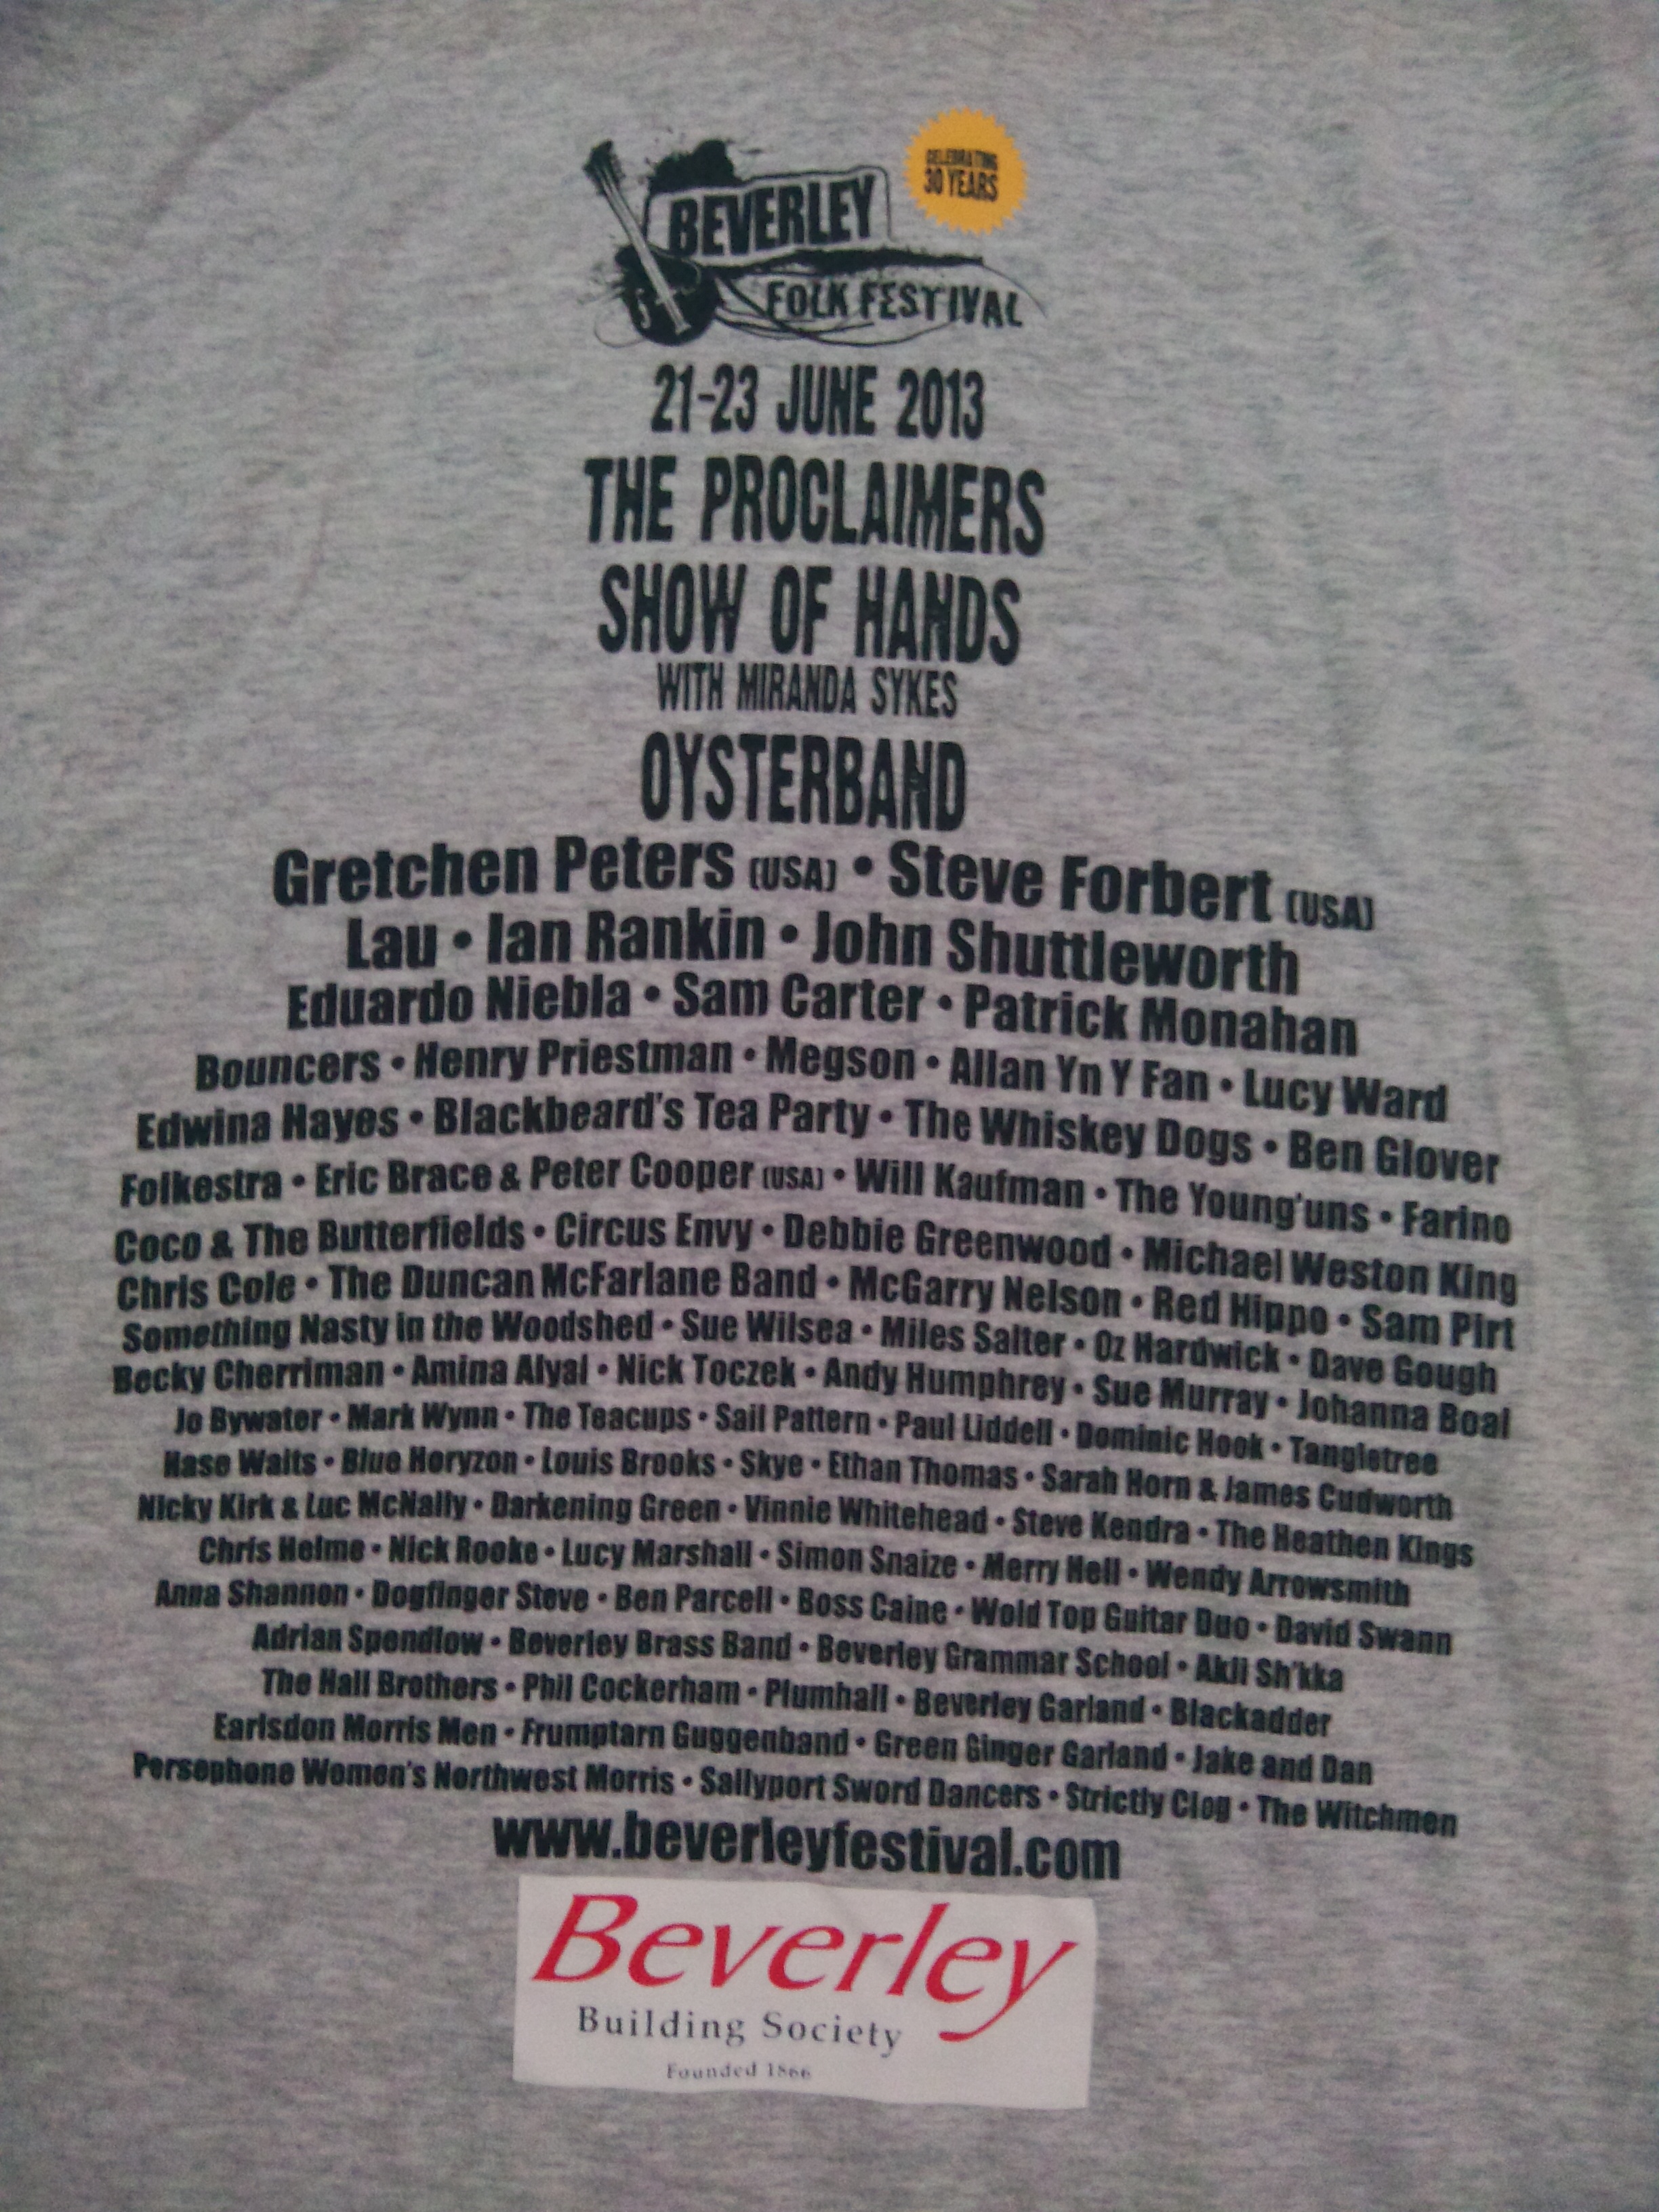 BEVERLEY
FOLK FESTIVAL
CELEBRATING
30 YEARS
21-23 JUNE 2013
THE PROCLAIMERS
SHOW OF HANDS
WITH MIRANDA SYKES
OYSTERBAND
Gretchen Peters (USA) • Steve Forbert (USA)
Lau • Ian Rankin • John Shuttleworth
Eduardo Niebla • Sam Carter • Patrick Monahan
Bouncers • Henry Priestman • Megson • Allan Yn Y Fan • Lucy Ward
Edwina Hayes • Blackbeard's Tea Party • The Whiskey Dogs • Ben Glover
Folkestra • Eric Brace & Peter Cooper (USA) • Will Kaufman • The Young'uns • Farino
Coco & The Butterfields • Circus Envy • Debbie Greenwood • Michael Weston King
Chris Cole • The Duncan McFarlane Band • McGarry Nelson • Red Hippo • Sam Pirt
Something Nasty in the Woodshed • Sue Wilsea • Miles Salter • Oz Hardwick • Dave Gough
Becky Cherriman • Amina Alyal • Nick Toczek • Andy Humphrey • Sue Murray • Johanna Boal
Jo Bywater • Mark Wynn • The Teacups • Sail Pattern • Paul Liddell • Dominic Hook • Tangletree
Hase Waits • Blue Horyzon • Louis Brooks • Skye • Ethan Thomas • Sarah Horn & James Cudworth
Nicky Kirk & Luc McNally • Darkening Green • Vinnie Whitehead • Steve Kendra • The Heathen Kings
Chris Helme • Nick Rooke • Lucy Marshall • Simon Snaize • Merry Hell • Wendy Arrowsmith
Anna Shannon • Dogfinger Steve • Ben Parcell • Boss Caine • Wold Top Guitar Duo • David Swann
Adrian Spendlow • Beverley Brass Band • Beverley Grammar School • Akli Sh'kka
The Hall Brothers • Phil Cockerham • Plumhall • Beverley Garland • Blackadder
Earlsdon Morris Men • Frumptarn Guggenband • Green Ginger Garland • Jake and Dan
Persephone Women's Northwest Morris • Sallyport Sword Dancers • Strictly Clog • The Witchmen
www.beverleyfestival.com
Beverley
Building Society
Founded 1866